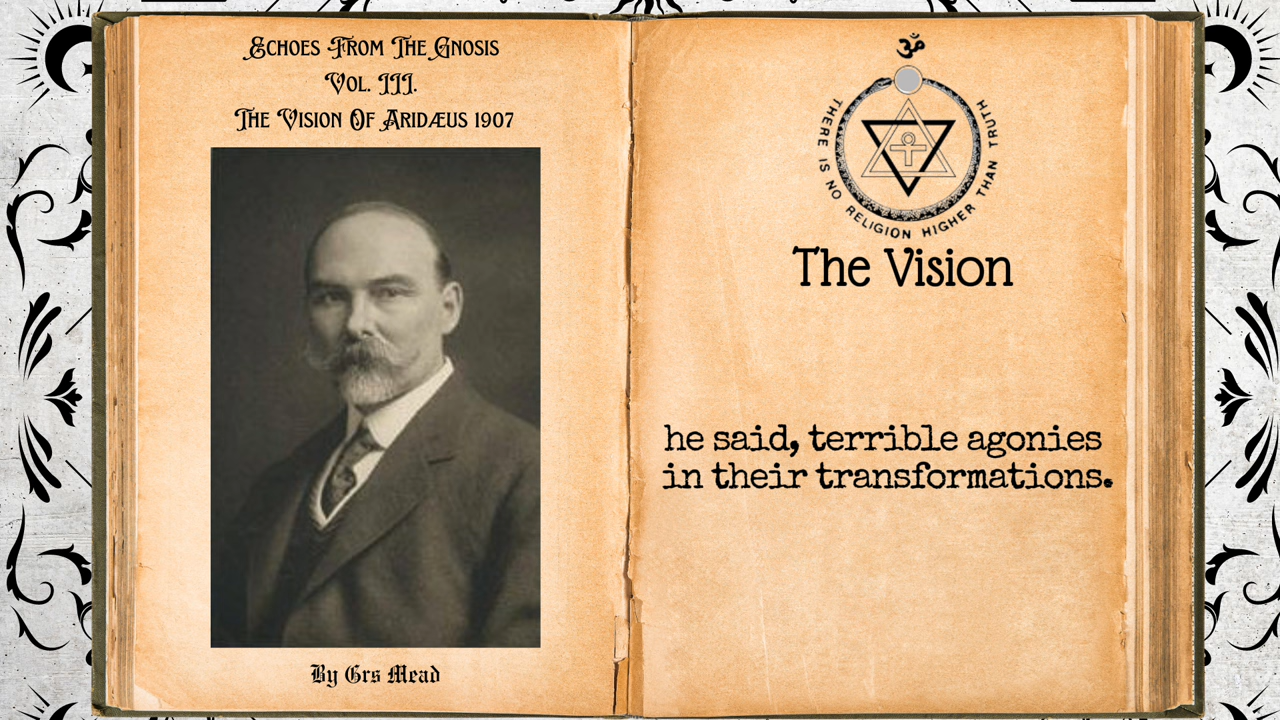 Echoes From The Gnosis
Vol. III.
The Vision Of Aridæus 1907
By Grs Mead
ॐ
THERE IS NO RELIGION HIGHER THAN TRUTH
The Vision
he said, terrible agonies
in their transformations.